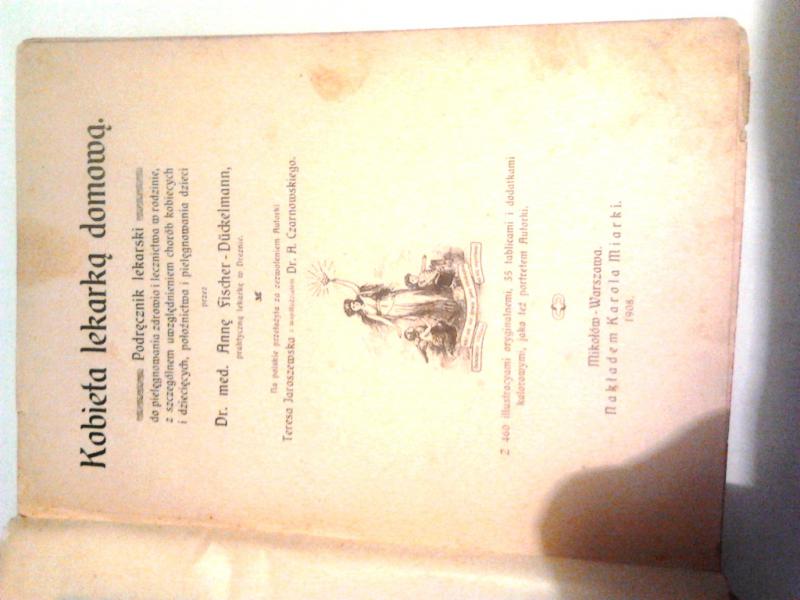 Kobieta lekarką domową.
Podręcznik lekarski
do pielęgnowania zdrowia i lecznictwa w rodzinie,
z szczególnem uwzględnieniem chorób kobiecych
i dziecięcych, położnictwa i pielęgnowania dzieci
przez
Dr. med. Annę Fischer-Dückelmann,
praktyczną lekarkę w Dreznie.
Na polskie przełożyła za zezwoleniem Autorki
Teresa Jaroszewska z współudziałem Dr. A. Czarnowskiego.
Z 460 illustracyami oryginalnemi, 35 tablicami i dodatkami
kolorowymi, jako też portretem Autorki.
Mikołów-Warszawa.
Nakładem Karola Miarki.
1908.